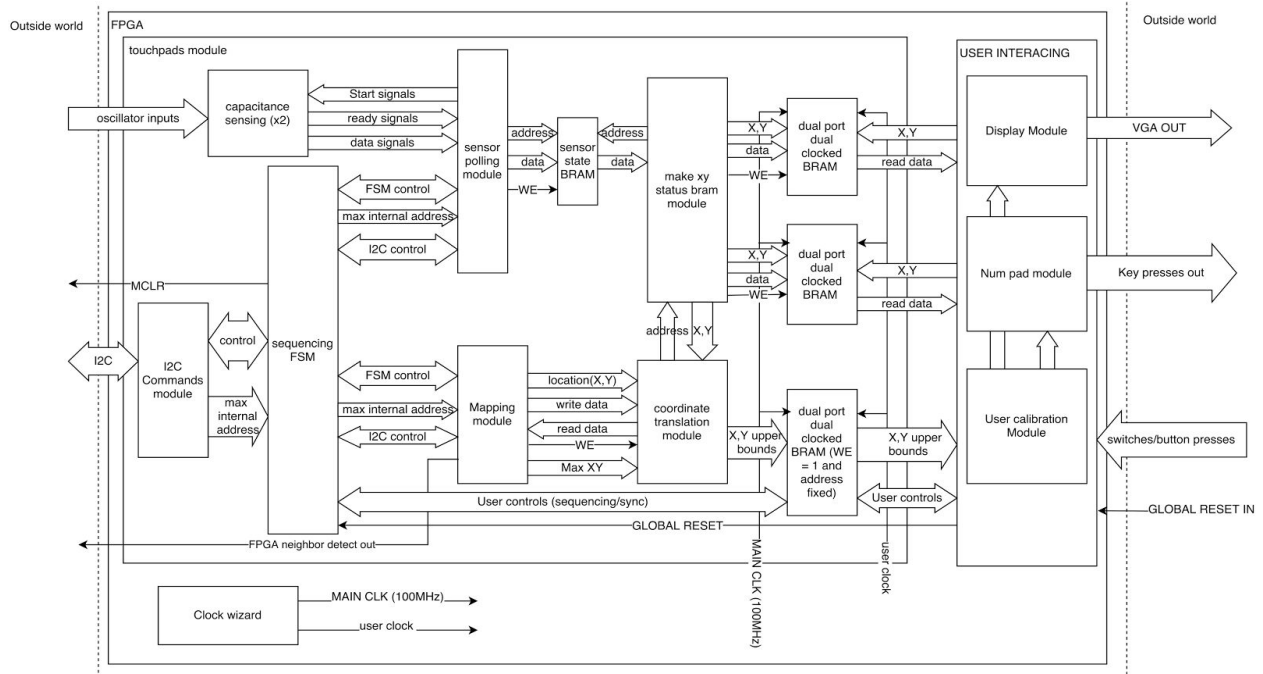 Outside world
FPGA
Outside world
touchpads module
USER INTERACING
capacitance
sensing (x2)
oscillator inputs
Start signals
ready signals
data signals
sensor
polling
module
address
data
WE
sensor
state
BRAM
address
data
make xy
status bram
module
X,Y
data
WE
dual port
dual
clocked
BRAM
X,Y
read data
Display Module
VGA OUT
FSM control
max internal address
I2C control
X,Y
data
WE
dual port
dual
clocked
BRAM
X,Y
read data
Num pad module
Key presses out
MCLR
sequencing
FSM
I2C
I2C
Commands
module
control
max
internal
address
address
X,Y
FSM control
max internal address
I2C control
Mapping
module
location(X,Y)
write data
read data
WE
Max XY
coordinate
translation
module
X,Y upper
bounds
dual port
dual
clocked
BRAM (WE
= 1 and
address
fixed)
X,Y upper
bounds
User calibration
Module
switches/button presses
User controls (sequencing/sync)
User controls
GLOBAL RESET
GLOBAL RESET IN
FPGA neighbor detect out
MAIN CLK (100MHz)
user clock
Clock wizard
MAIN CLK (100MHz)
user clock